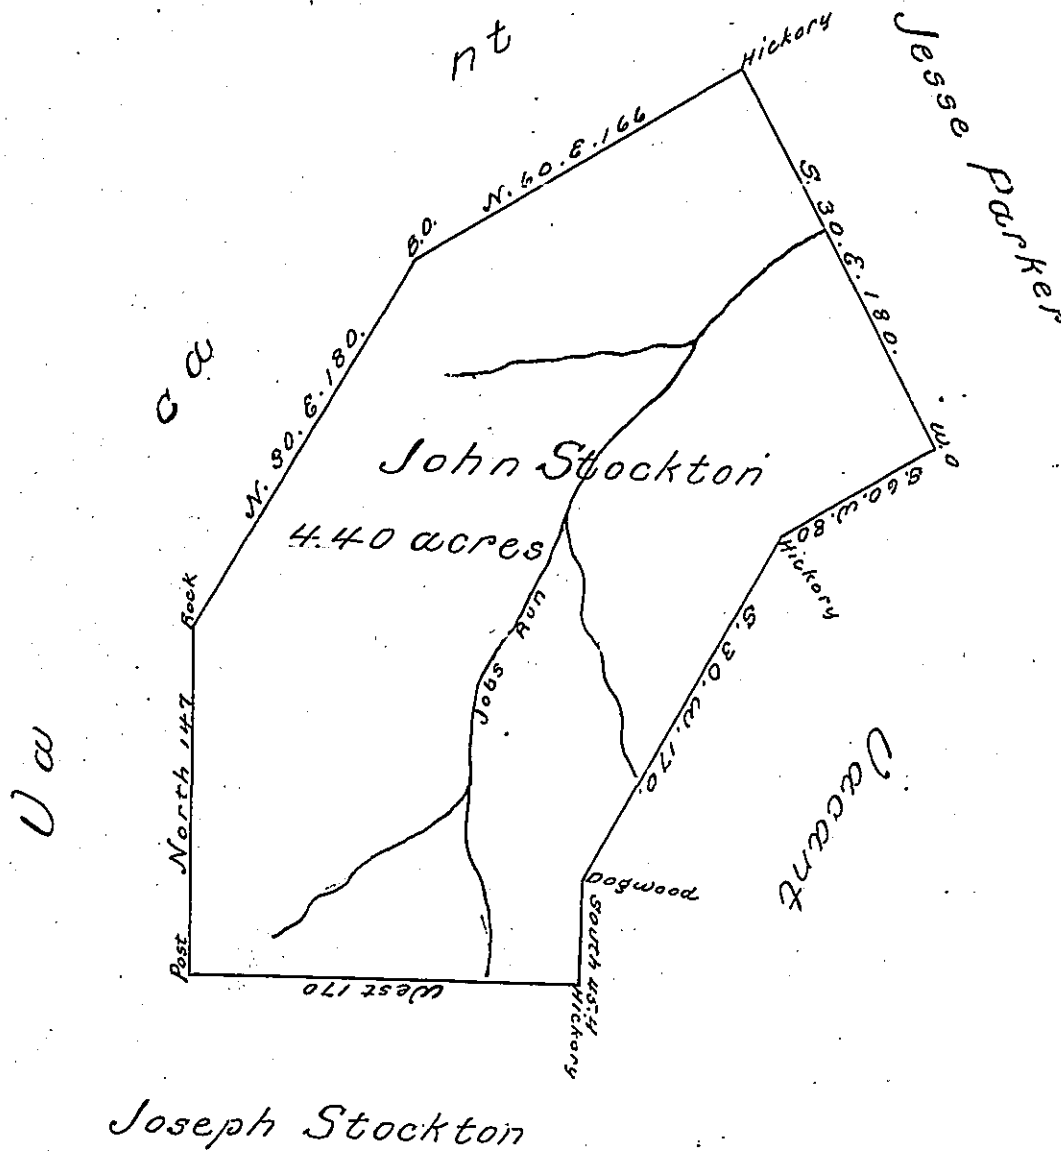 Va ca nt
Jesse Parker
Hickory
N. 60. E. 166
S. 30. E. 180.
B.O.
N. 30. E. 180.
John Stockton
440 acres
W.O
S. 60. W. 80
Hickory
Rock
Jobs Run
S. 30. W. 170.
North 147
Vacant
Dogwood
South 45.4
Post
West 170
Hickory
Joseph Stockton